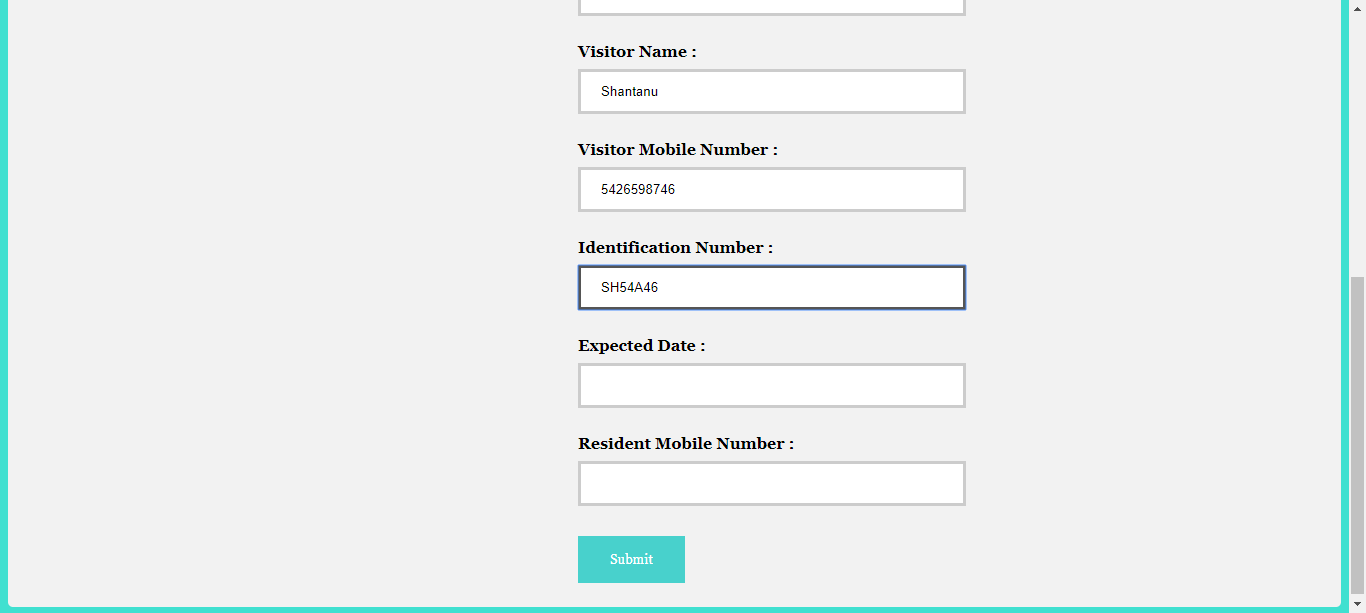 Visitor Name :
Shantanu
Visitor Mobile Number :
5426598746
Identification Number :
SH54A46
Expected Date :
Resident Mobile Number :
Submit